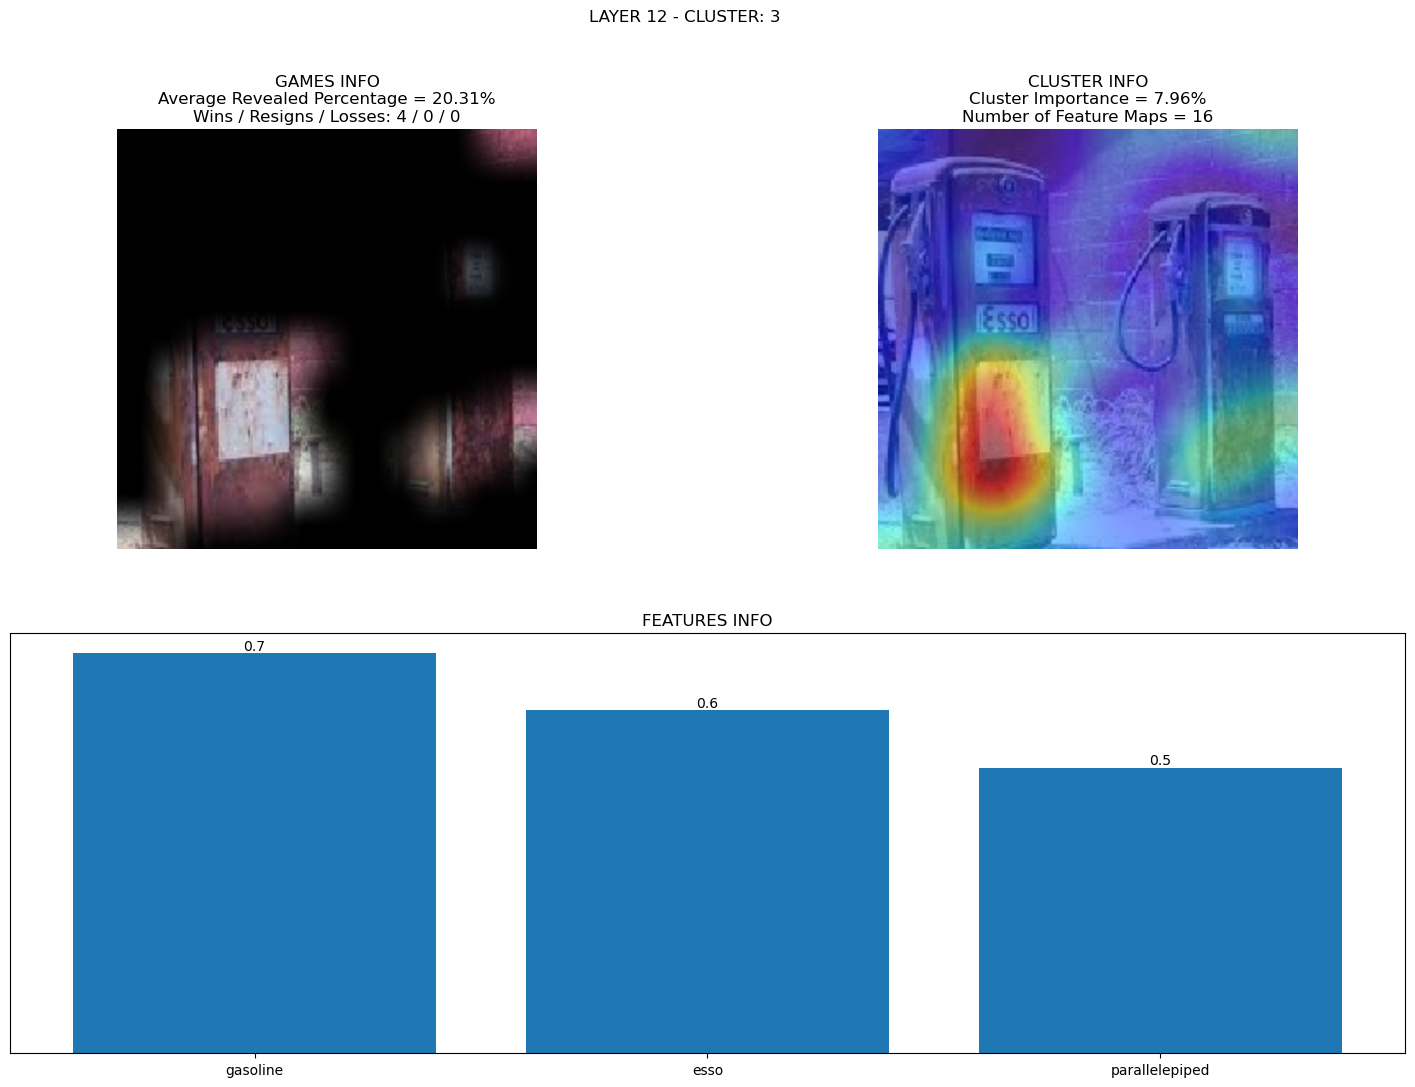 LAYER 12 - CLUSTER: 3
GAMES INFO
Average Revealed Percentage = 20.31%
Wins / Resigns / Losses: 4 / 0 / 0
CLUSTER INFO
Cluster Importance = 7.96%
Number of Feature Maps = 16
ESSO
ESSO
FEATURES INFO
0.7
0.6
0.5
gasoline
esso
parallelepiped